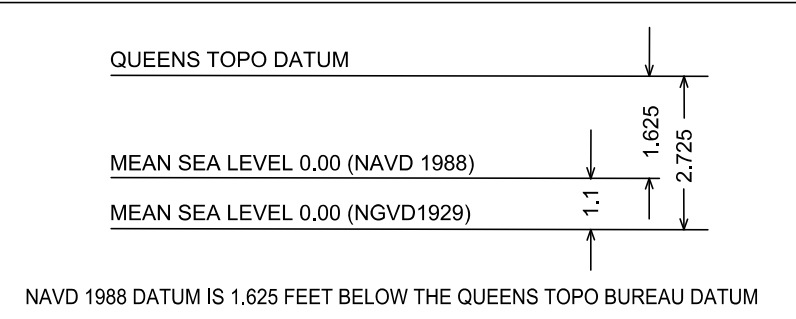 QUEENS TOPO DATUM
1.625
2.725
MEAN SEA LEVEL 0.00 (NAVD 1988)
1.1
MEAN SEA LEVEL 0.00 (NGVD1929)
NAVD 1988 DATUM IS 1.625 FEET BELOW THE QUEENS TOPO BUREAU DATUM